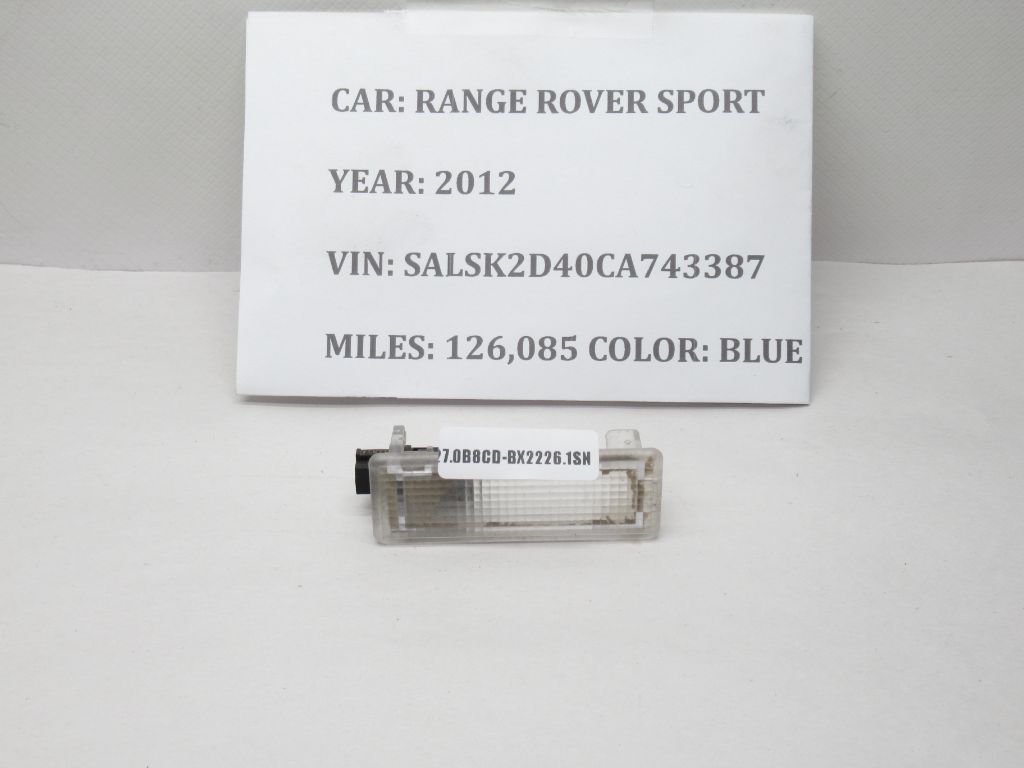 CAR: RANGE ROVER SPORT
YEAR: 2012
VIN: SALSK2D40CA743387
MILES: 126,085 COLOR: BLUE
27.0B8CD-BX2226.1SN